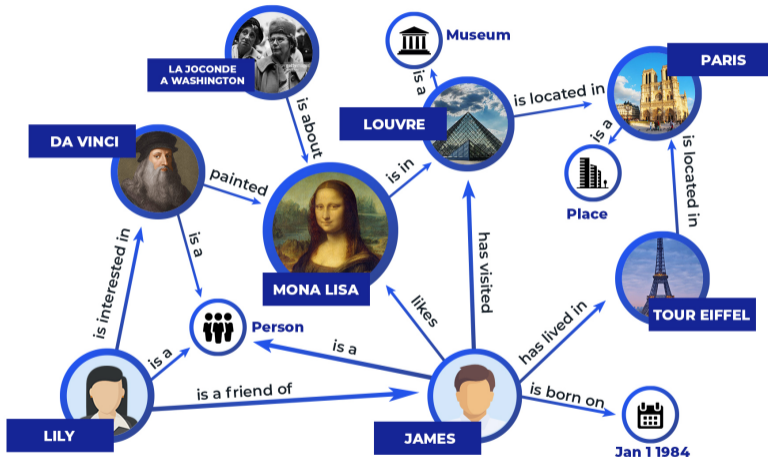 LA JOCONDE
A WASHINGTON
Museum
PARIS
is a
is located in
LOUVRE
is a
is about
DA VINCI
painted
is in
Place
is located in
is a
MONA LISA
has visited
is interested in
TOUR EIFFEL
likes
has lived in
Person
is a
is a
is a friend of
is born on
LILY
JAMES
Jan 1 1984